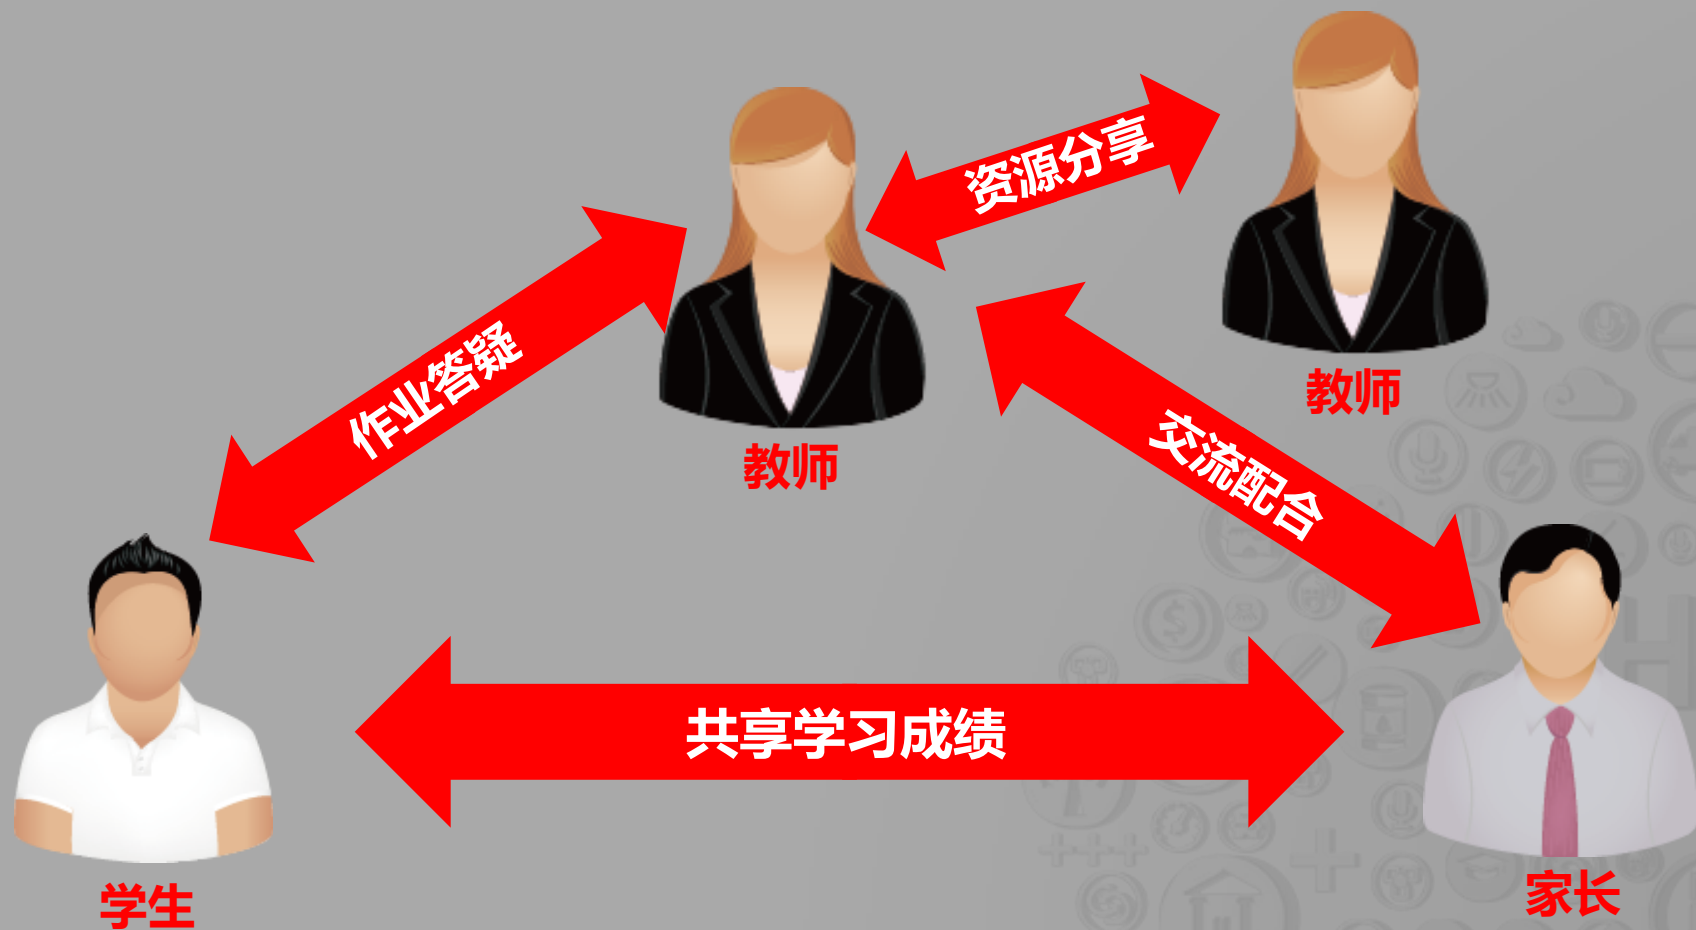 资源分享
教师
作业答疑
教师
交流配合
共享学习成绩
学生
家长